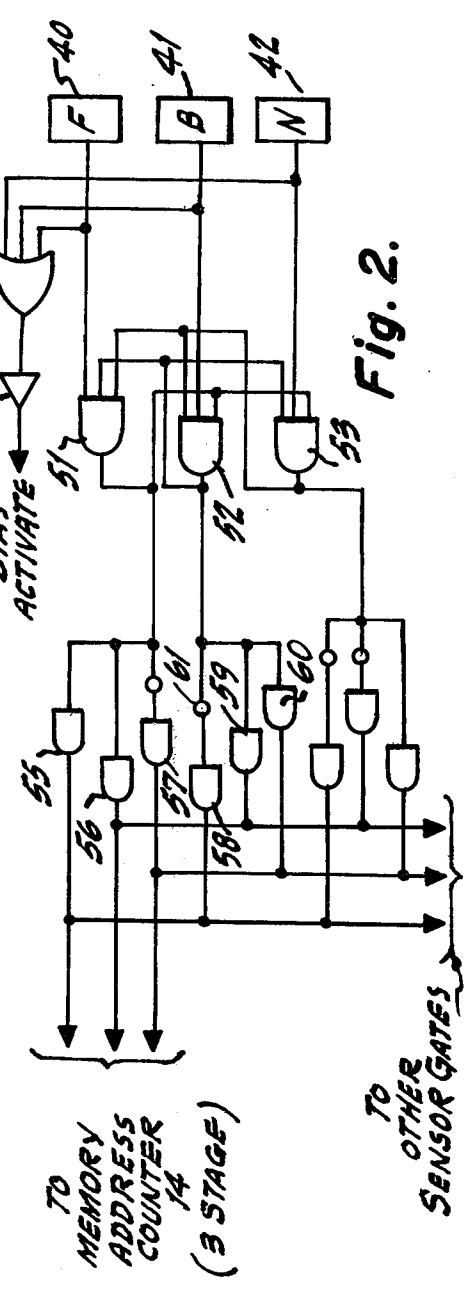 BIAS
ACTIVATE
F
40
B
41
N
42
51
52
53
55
56
57
61
58
59
60
TO
MEMORY
ADDRESS
COUNTER
14
(3 STAGE)
TO
OTHER
SENSOR GATES
Fig. 2.